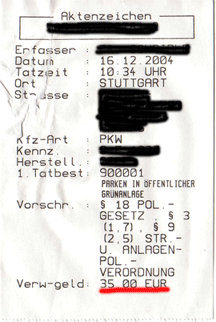 Aktenzeichen
Erfasser :
Datum : 16.12.2004
Tatzeit : 10:34 UHR
Ort : STUTTGART
Strasse :
Kfz-Art : PKW
Kennz. :
Herstell.:
1.Tatbest: 900001
PARKEN IN ÖFFENTLICHER
GRÜNANLAGE
Vorschr. : § 18 POL.-
GESETZ , § 3
(1,7), § 9
(2,5) STR.-
U. ANLAGEN-
POL.-
VERORDNUNG
Verw-geld: 35.00 EUR